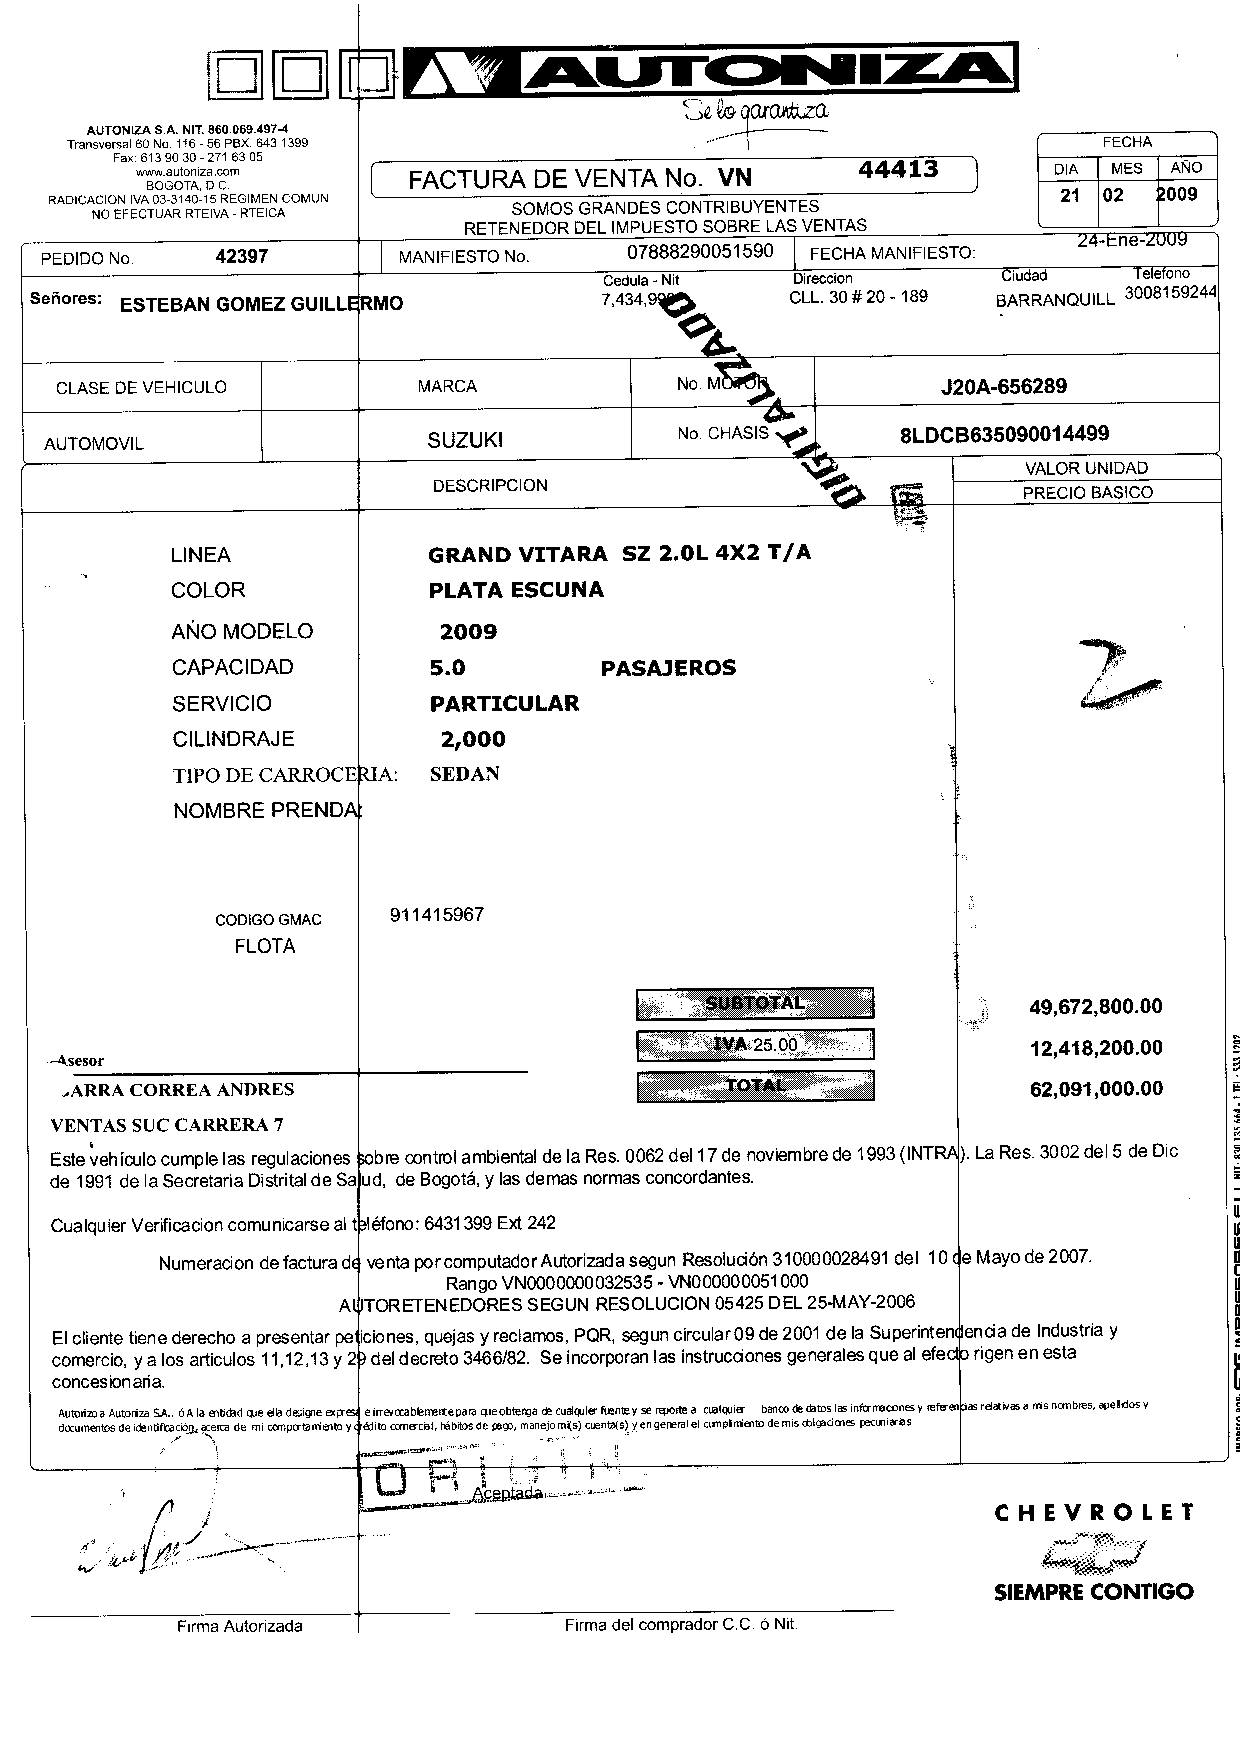 AUTONIZA
Se lo garantiza
AUTONIZA S.A. NIT. 860.069.497-4
Transversal 60 No. 116 - 56 PBX. 643 1399
Fax: 613 90 30 - 271 63 05
www.autoniza.com
BOGOTA, D C.
RADICACION IVA 03-3140-15 REGIMEN COMUN
NO EFECTUAR RTEIVA - RTEICA
FACTURA DE VENTA No. VN 44413
SOMOS GRANDES CONTRIBUYENTES
RETENEDOR DEL IMPUESTO SOBRE LAS VENTAS
FECHA
DIA MES AÑO
21 02 2009
PEDIDO No. 42397 MANIFIESTO No. 07888290051590 FECHA MANIFIESTO: 24-Ene-2009
Cedula - Nit Direccion Ciudad Telefono
Señores: ESTEBAN GOMEZ GUILLERMO 7,434,9 CLL. 30 # 20 - 189 BARRANQUILL 3008159244
DIGITALIZADO
CLASE DE VEHICULO MARCA No. MOTOR J20A-656289
AUTOMOVIL SUZUKI No. CHASIS 8LDCB635090014499
DESCRIPCION VALOR UNIDAD
PRECIO BASICO
LINEA GRAND VITARA SZ 2.0L 4X2 T/A
COLOR PLATA ESCUNA
AÑO MODELO 2009
CAPACIDAD 5.0 PASAJEROS
2
SERVICIO PARTICULAR
CILINDRAJE 2,000
TIPO DE CARROCERIA: SEDAN
NOMBRE PRENDA:
CODIGO GMAC 911415967
FLOTA
SUBTOTAL 49,672,800.00
IVA 25.00 12,418,200.00
TOTAL 62,091,000.00
Asesor
ARRA CORREA ANDRES
VENTAS SUC CARRERA 7
Este vehículo cumple las regulaciones sobre control ambiental de la Res. 0062 del 17 de noviembre de 1993 (INTRA). La Res. 3002 del 5 de Dic
de 1991 de la Secretaria Distrital de Salud, de Bogotá, y las demas normas concordantes.
Cualquier Verificacion comunicarse al teléfono: 6431399 Ext 242
Numeracion de factura de venta por computador Autorizada segun Resolución 310000028491 del 10 de Mayo de 2007.
Rango VN0000000032535 - VN000000051000
AUTORETENEDORES SEGUN RESOLUCION 05425 DEL 25-MAY-2006
El cliente tiene derecho a presentar peticiones, quejas y reclamos, PQR, segun circular 09 de 2001 de la Superintendencia de Industria y
comercio, y a los articulos 11,12,13 y 29 del decreto 3466/82. Se incorporan las instrucciones generales que al efecto rigen en esta
concesionaria.
Autorizo a Autoniza S.A., ó A la entidad que ella designe expresa e irrevocablemente para que obtenga de cualquier fuente y se reporte a cualquier banco de datos las informaciones y referencias relativas a mis nombres, apellidos y
documentos de identificación, acerca de mi comportamiento y crédito comercial, hábitos de pago, manejo mi(s) cuenta(s) y en general el cumplimiento de mis obligaciones pecuniarias
ORIGIN
Aceptada
CHEVROLET
SIEMPRE CONTIGO
Firma Autorizada Firma del comprador C.C. ó Nit.